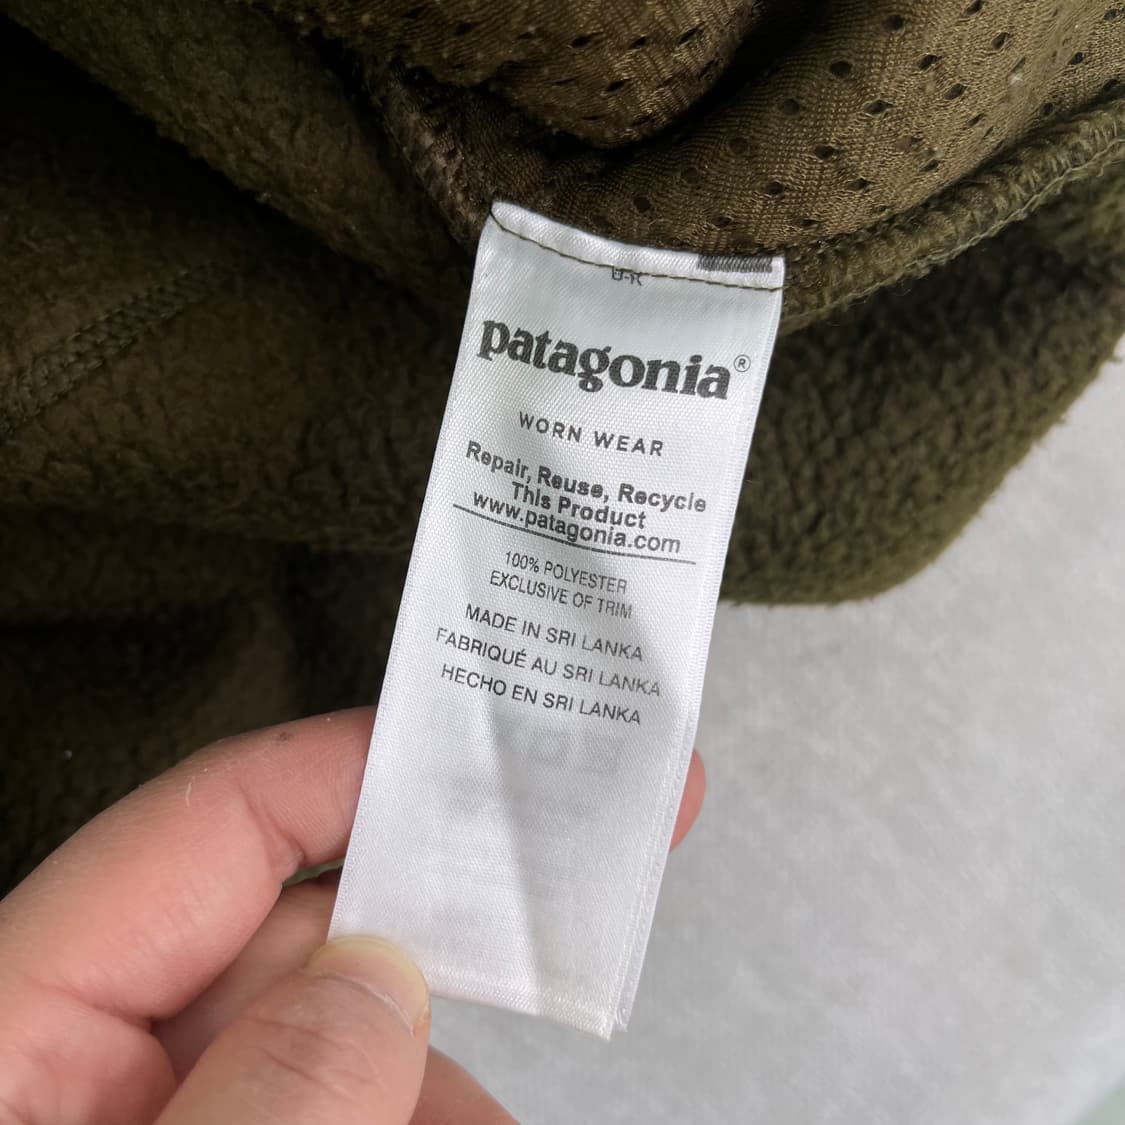 patagonia®
WORN WEAR
Repair, Reuse, Recycle
This Product
www.patagonia.com
100% POLYESTER
EXCLUSIVE OF TRIM
MADE IN SRI LANKA
FABRIQUÉ AU SRI LANKA
HECHO EN SRI LANKA